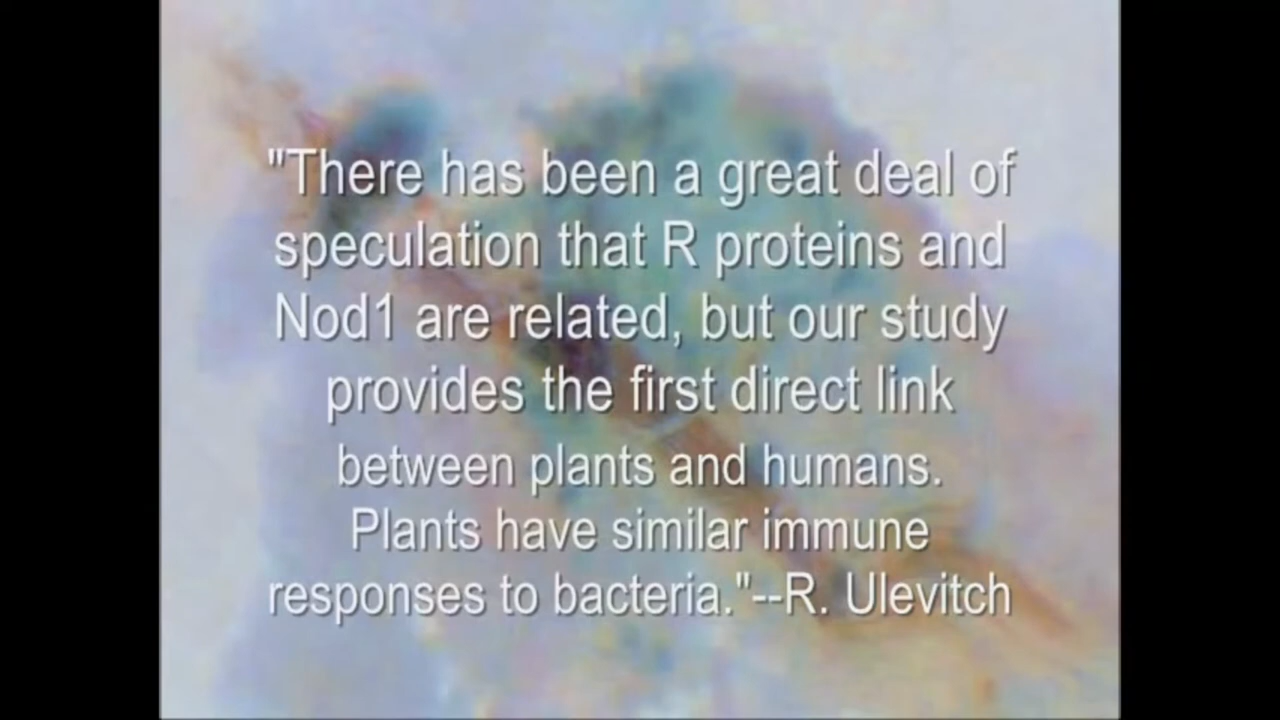 "There has been a great deal of
speculation that R proteins and
Nod1 are related, but our study
provides the first direct link
between plants and humans.
Plants have similar immune
responses to bacteria."--R. Ulevitch